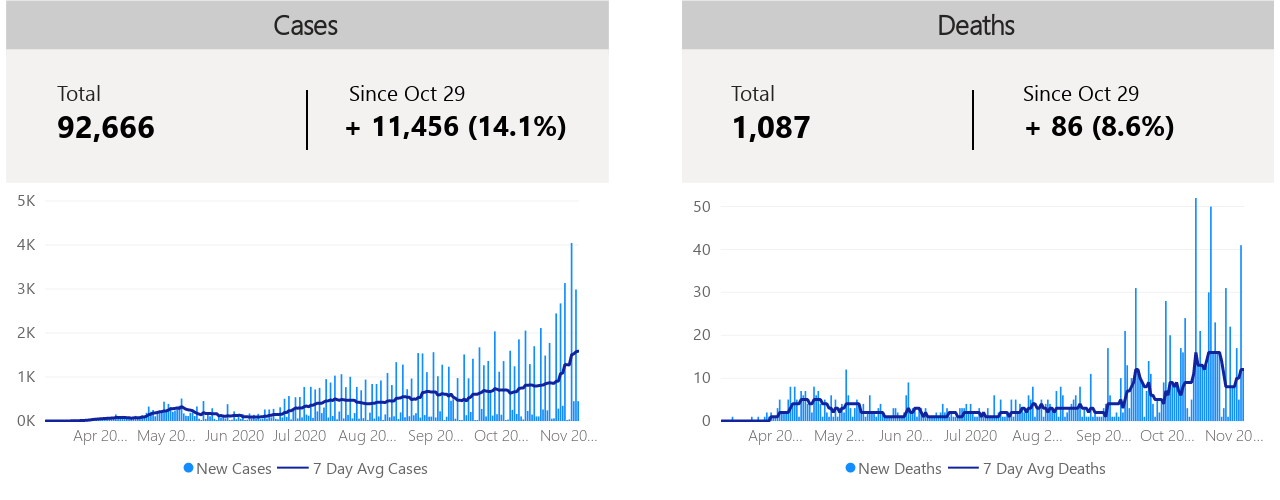 Cases
Total
Since Oct 29
92,666
+ 11,456 (14.1%)
5K
4K
3K
2K
1K
0K
Apr 20... May 20... Jun 2020 Jul 2020 Aug 20... Sep 20... Oct 20... Nov 20...
New Cases 7 Day Avg Cases
Deaths
Total
Since Oct 29
1,087
+ 86 (8.6%)
50
40
30
20
10
0
Apr 20... May 2... Jun 20... Jul 2020 Aug 2... Sep 20... Oct 20... Nov 20...
New Deaths 7 Day Avg Deaths